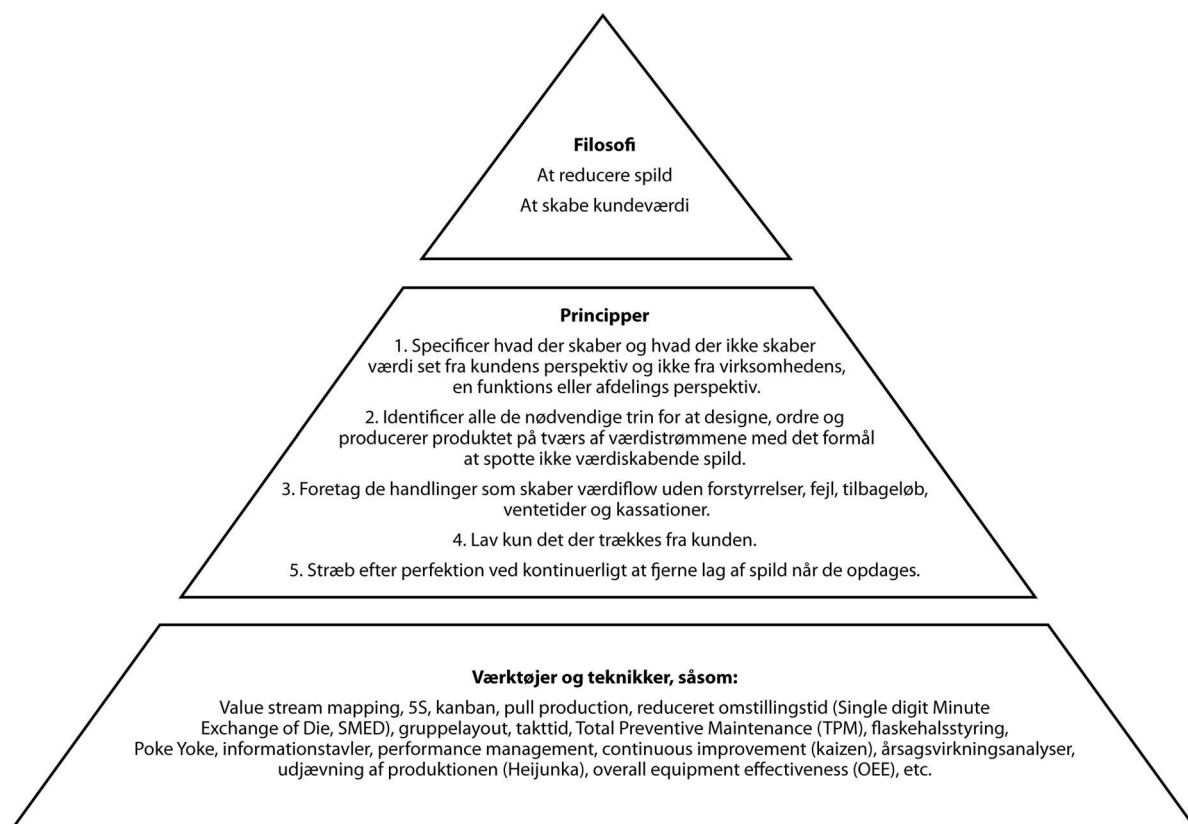 Filosofi
At reducere spild
At skabe kundeværdi
Principper
1. Specificer hvad der skaber og hvad der ikke skaber
værdi set fra kundens perspektiv og ikke fra virksomhedens,
en funktions eller afdelings perspektiv.
2. Identificer alle de nødvendige trin for at designe, ordre og
producerer produktet på tværs af værdistrømmene med det formål
at spotte ikke værdiskabende spild.
3. Foretag de handlinger som skaber værdiflow uden forstyrrelser, fejl, tilbageløb,
ventetider og kassationer.
4. Lav kun det der trækkes fra kunden.
5. Stræb efter perfektion ved kontinuerligt at fjerne lag af spild når de opdages.
Værktøjer og teknikker, såsom:
Value stream mapping, 5S, kanban, pull production, reduceret omstillingstid (Single digit Minute
Exchange of Die, SMED), gruppelayout, takttid, Total Preventive Maintenance (TPM), flaskehalsstyring,
Poke Yoke, informationstavler, performance management, continuous improvement (kaizen), årsagsvirkningsanalyser,
udjævning af produktionen (Heijunka), overall equipment effectiveness (OEE), etc.